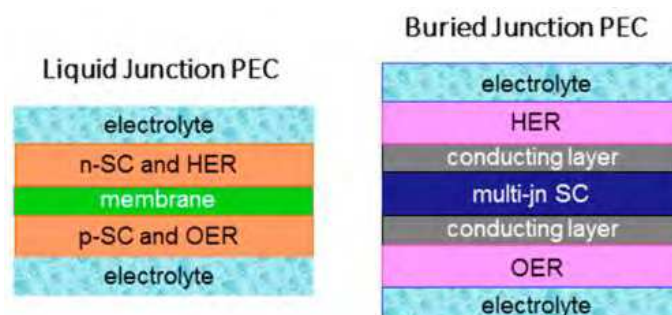 Liquid Junction PEC
electrolyte
n-SC and HER
membrane
p-SC and OER
electrolyte
Buried Junction PEC
electrolyte
HER
conducting layer
multi-jn SC
conducting layer
OER
electrolyte